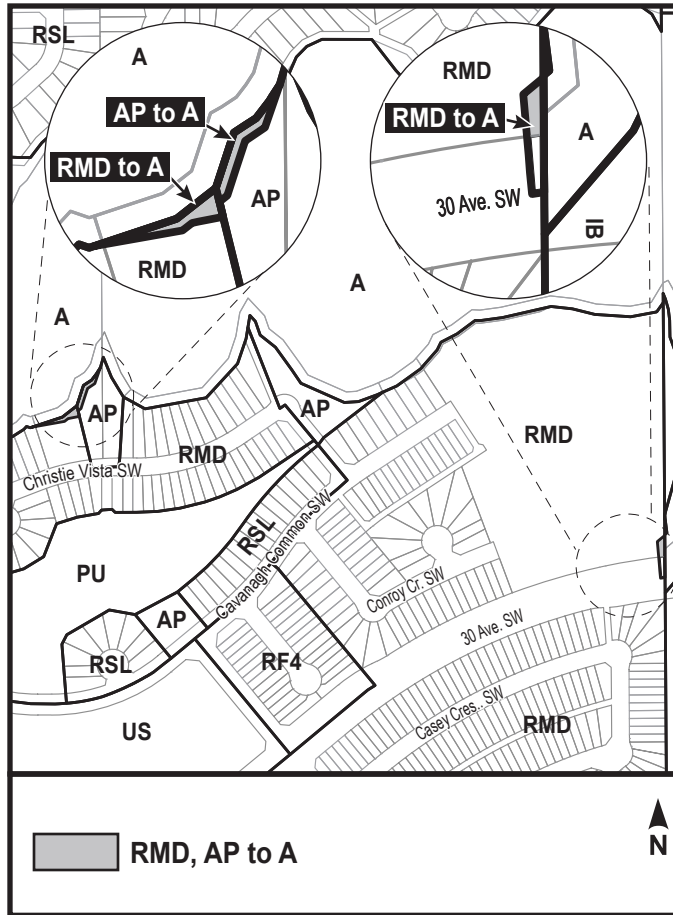 RSL
A
RMD
AP to A
RMD to A
A
RMD to A
AP
30 Ave. SW
IB
RMD
A
A
AP
AP
RMD
RMD
Christie Vista SW
RSL
Cavanagh Common SW
PU
Conroy Cr. SW
AP
30 Ave. SW
RSL
RF4
US
Casey Cres.. SW
RMD
RMD, AP to A
N